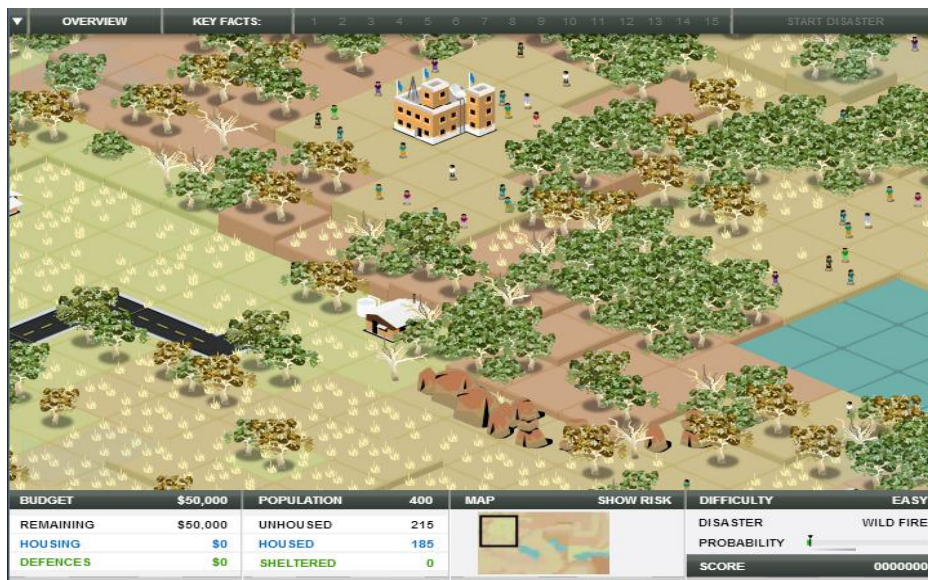 OVERVIEW KEY FACTS: 1 2 3 4 5 6 7 8 9 10 11 12 13 14 15 START DISASTER
BUDGET $50,000 POPULATION 400 MAP SHOW RISK DIFFICULTY EASY
REMAINING $50,000 UNHOUSED 215 DISASTER WILD FIRE
HOUSING $0 HOUSED 185 PROBABILITY
DEFENCES $0 SHELTERED 0 SCORE 0000000